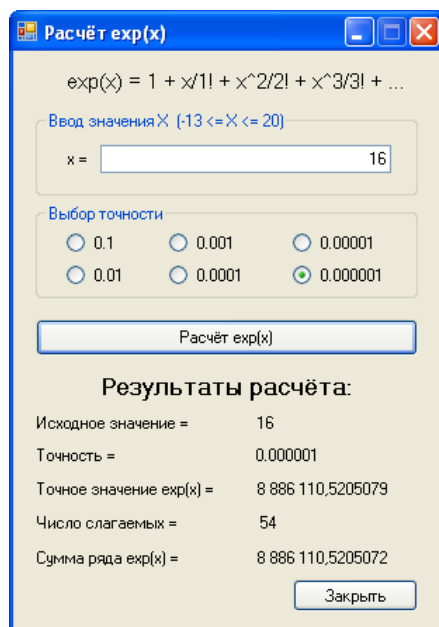 Расчёт exp(x)
exp(x) = 1 + x/1! + x^2/2! + x^3/3! + ...
Ввод значения X (-13 <= X <= 20)
x = 16
Выбор точности
0.1 0.001 0.00001
0.01 0.0001 0.000001
Расчёт exp(x)
Результаты расчёта:
Исходное значение = 16
Точность = 0.000001
Точное значение exp(x) = 8 886 110,5205079
Число слагаемых = 54
Сумма ряда exp(x) = 8 886 110,5205072
Закрыть